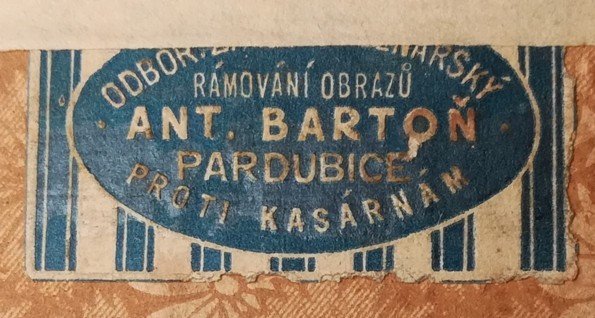 ODBOR.
RÁMOVÁNÍ OBRAZŮ
ANT. BARTOŇ
PARDUBICE
PROTI KASÁRNÁM